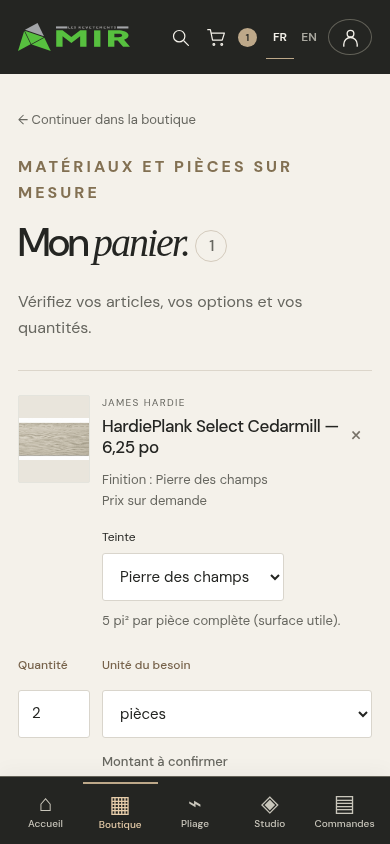 LES REVÊTEMENTS
MIR
1
FR
EN
← Continuer dans la boutique
MATÉRIAUX ET PIÈCES SUR
MESURE
Mon panier. 1
Vérifiez vos articles, vos options et vos
quantités.
JAMES HARDIE
HardiePlank Select Cedarmill —
6,25 po
×
Finition : Pierre des champs
Prix sur demande
Teinte
Pierre des champs
5 pi² par pièce complète (surface utile).
Quantité
Unité du besoin
2
pièces
Montant à confirmer
Accueil
Boutique
Pliage
Studio
Commandes